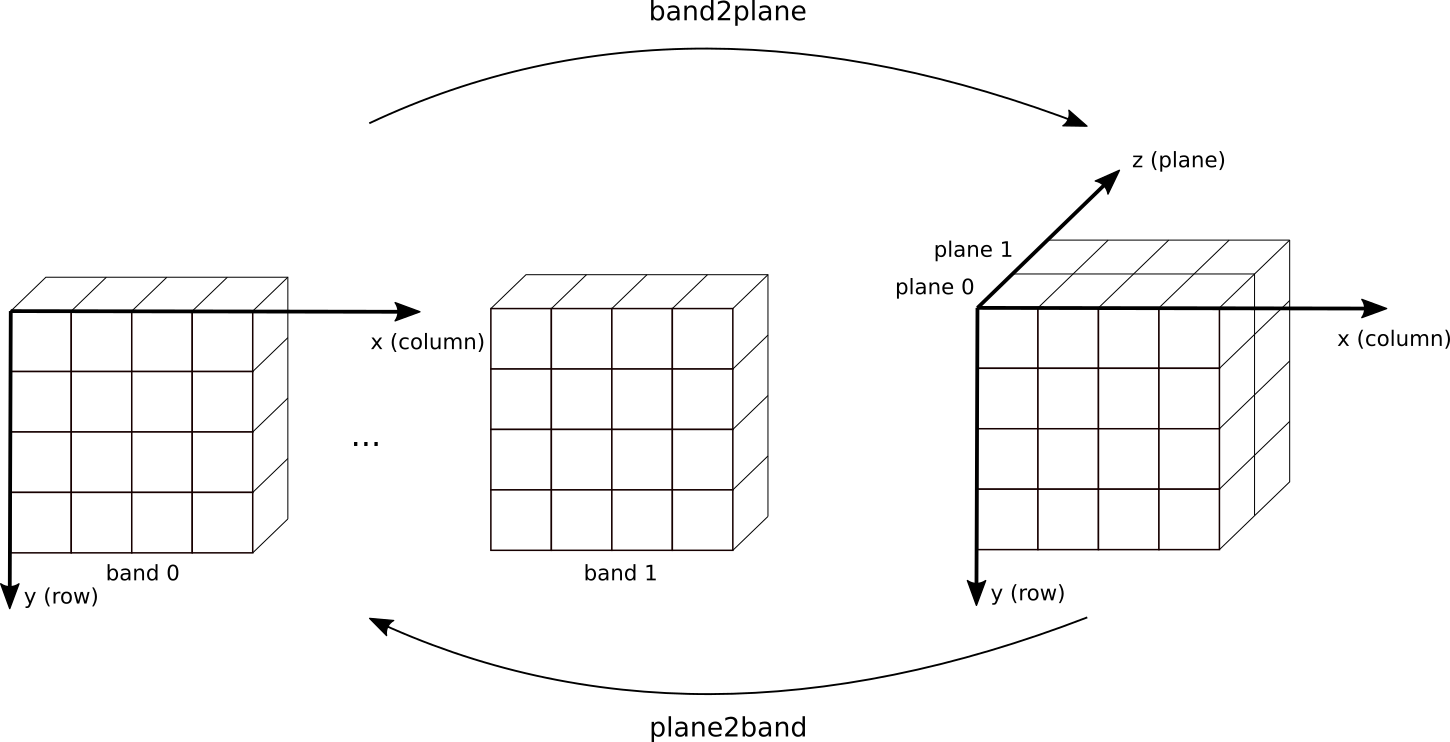 band2plane
z (plane)
plane 1
plane 0
x (column)
x (column)
...
band 0
band 1
y (row)
y (row)
plane2band